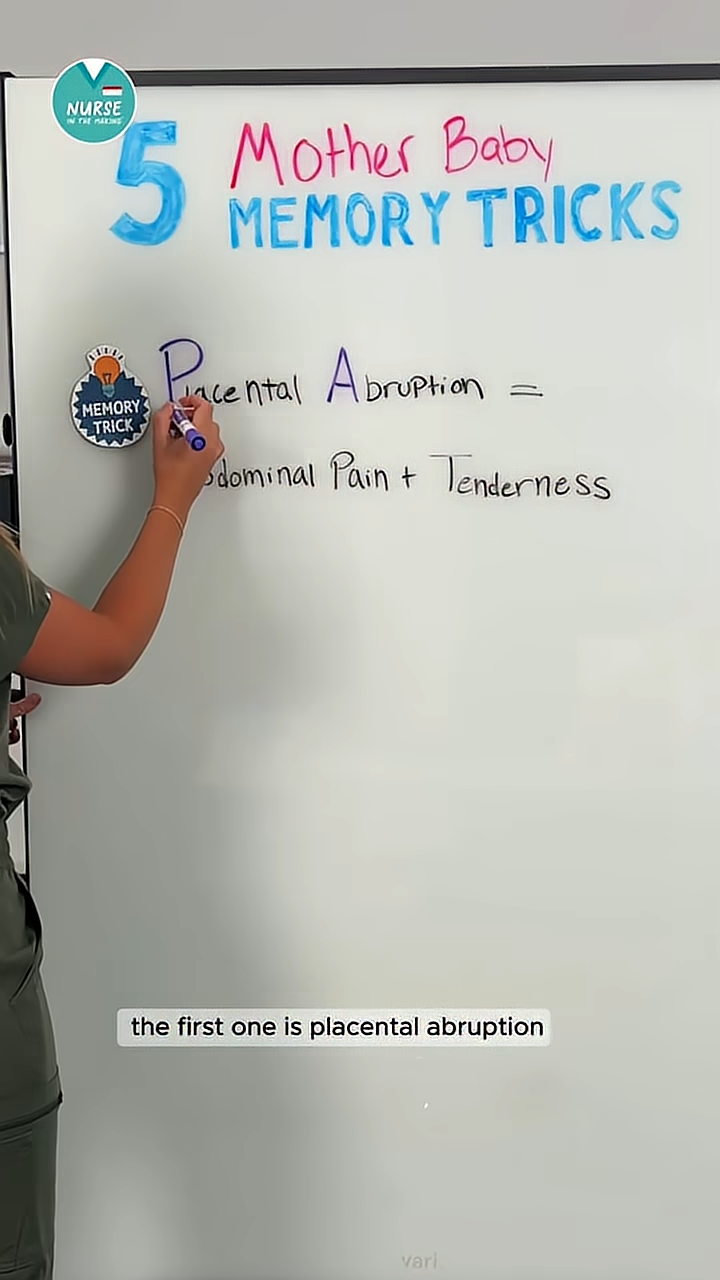 NURSE
IN THE MAKING
5 Mother Baby
MEMORY TRICKS
MEMORY
TRICK
Placental Abruption =
dominal Pain + Tenderness
the first one is placental abruption
vari